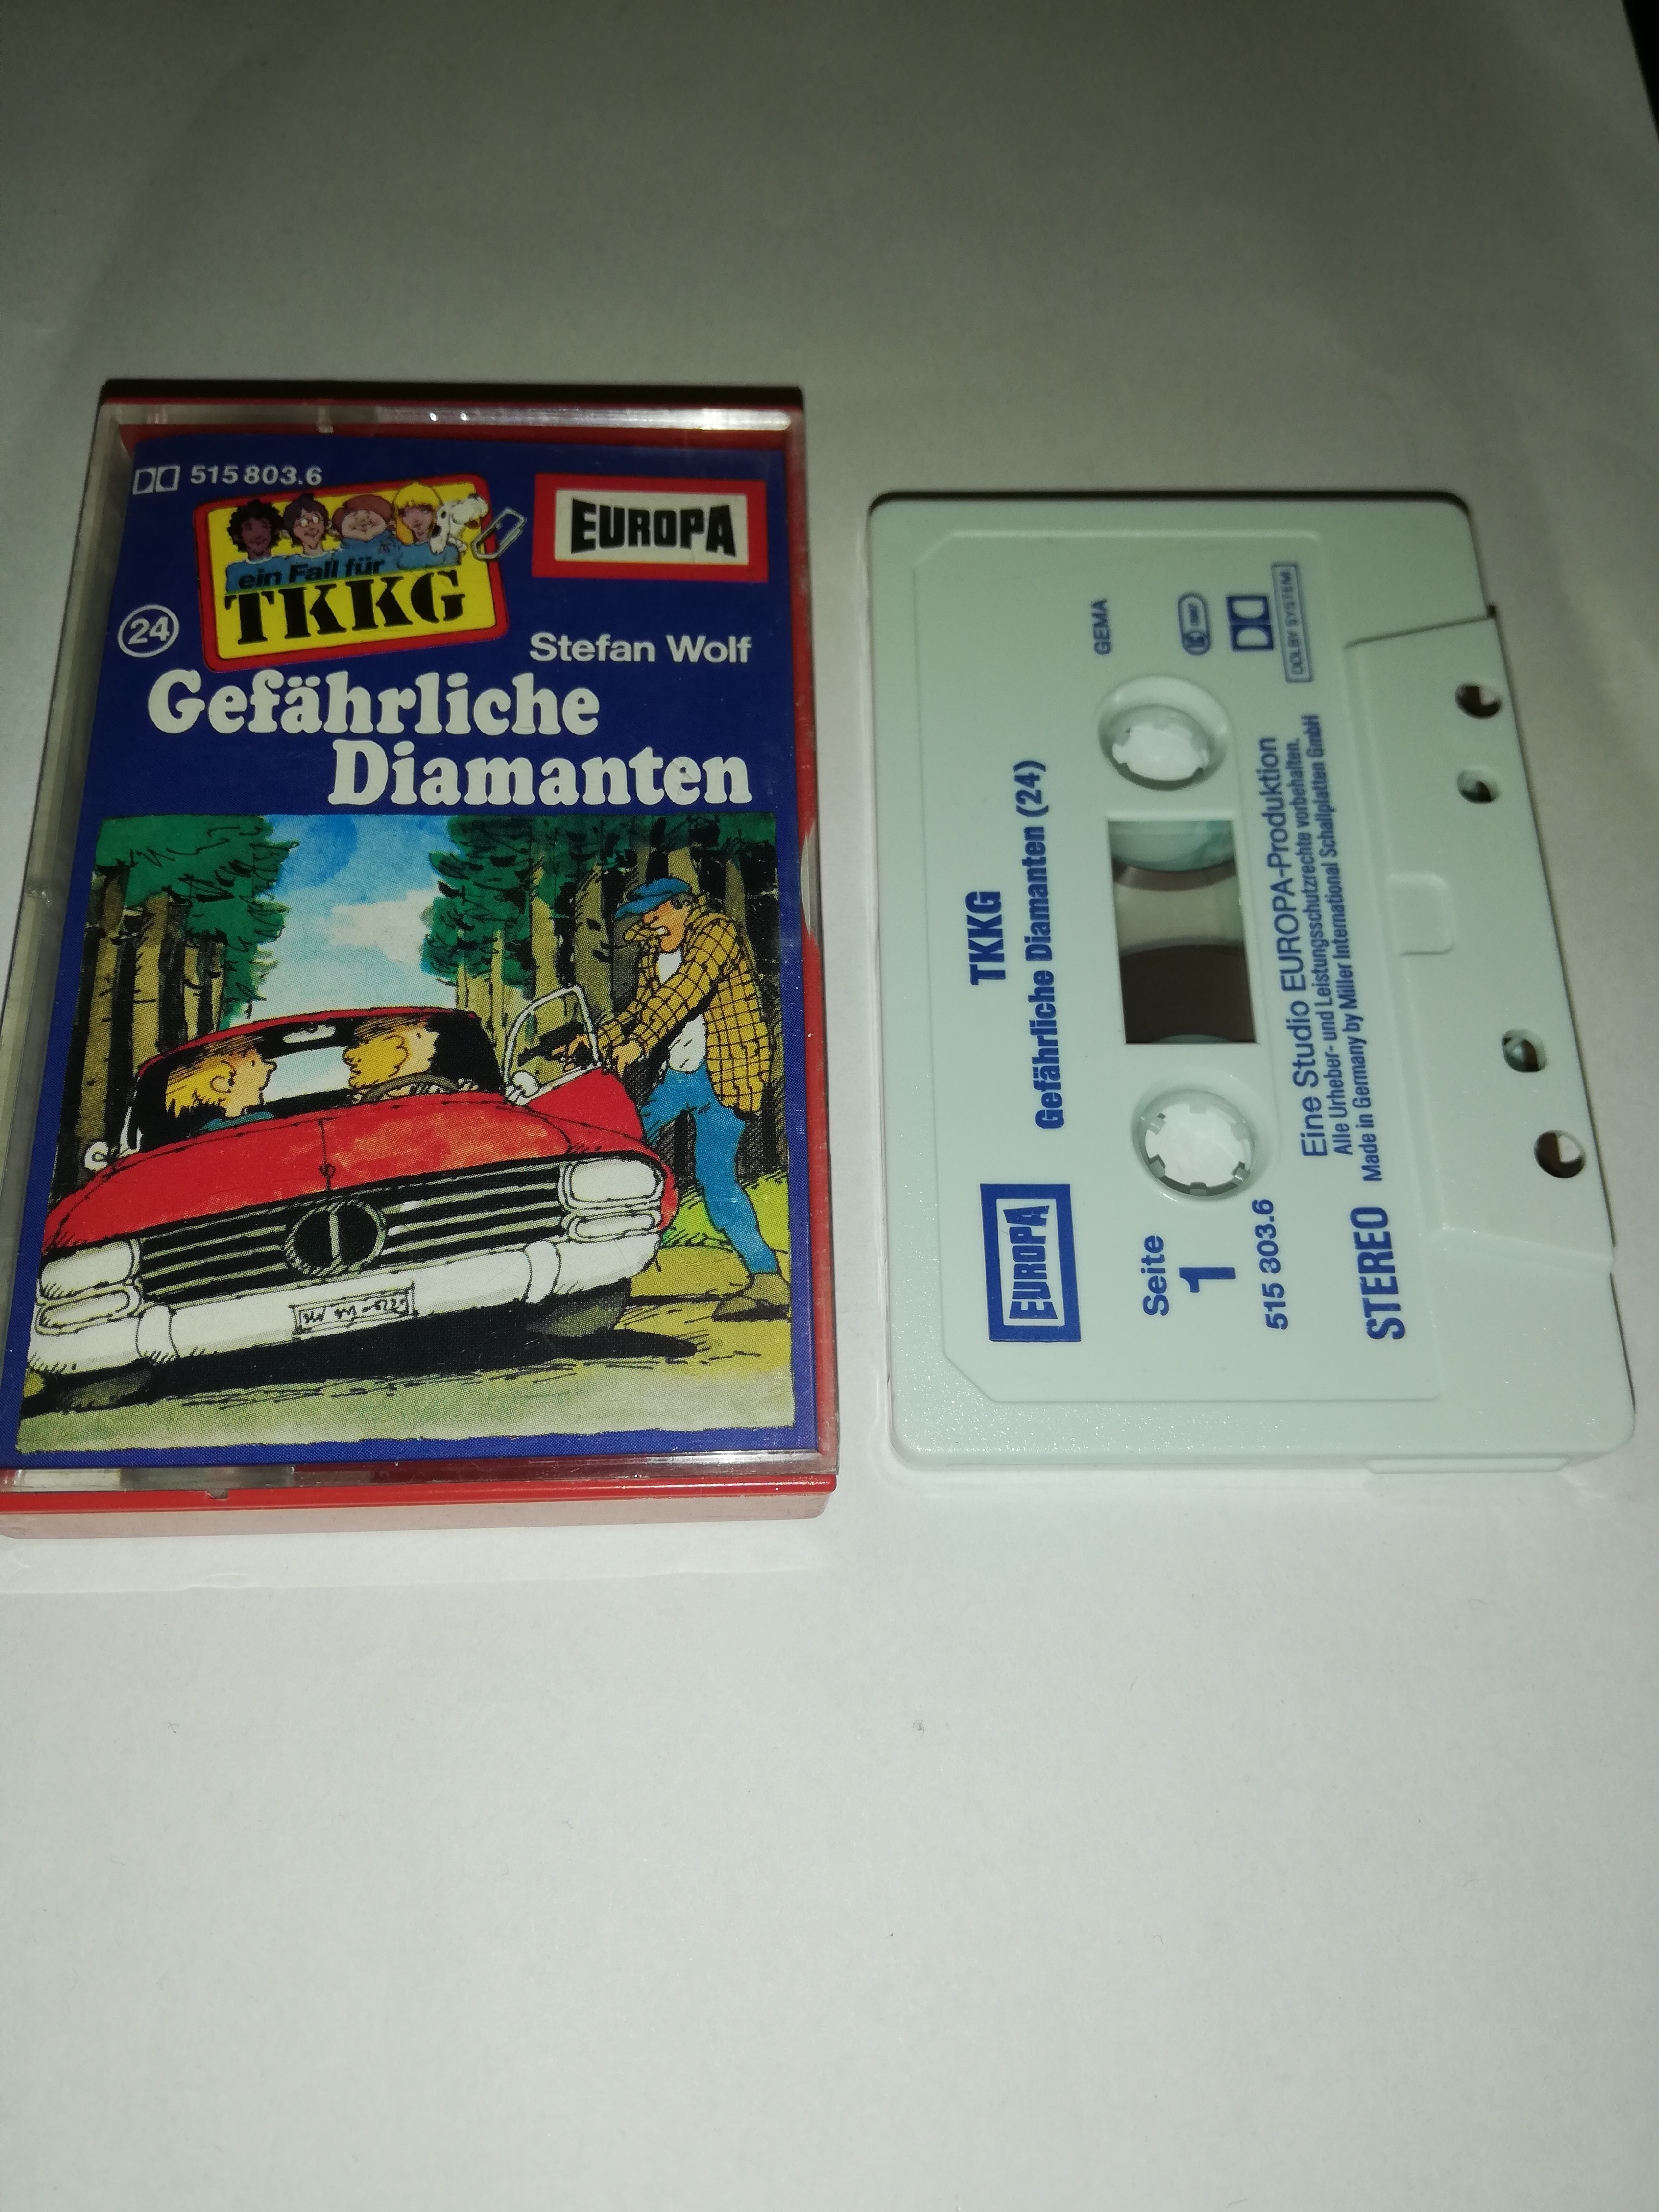 515 803.6
EUROPA
ein Fall für
TKKG
24
Stefan Wolf
Gefährliche
Diamanten
TKKG
Gefährliche Diamanten (24)
EUROPA
GEMA
Seite
1
515 803.6
DOLBY SYSTEM
Eine Studio EUROPA-Produktion
Alle Urheber- und Leistungsschutzrechte vorbehalten.
Made in Germany by Miller International Schallplatten GmbH
STEREO